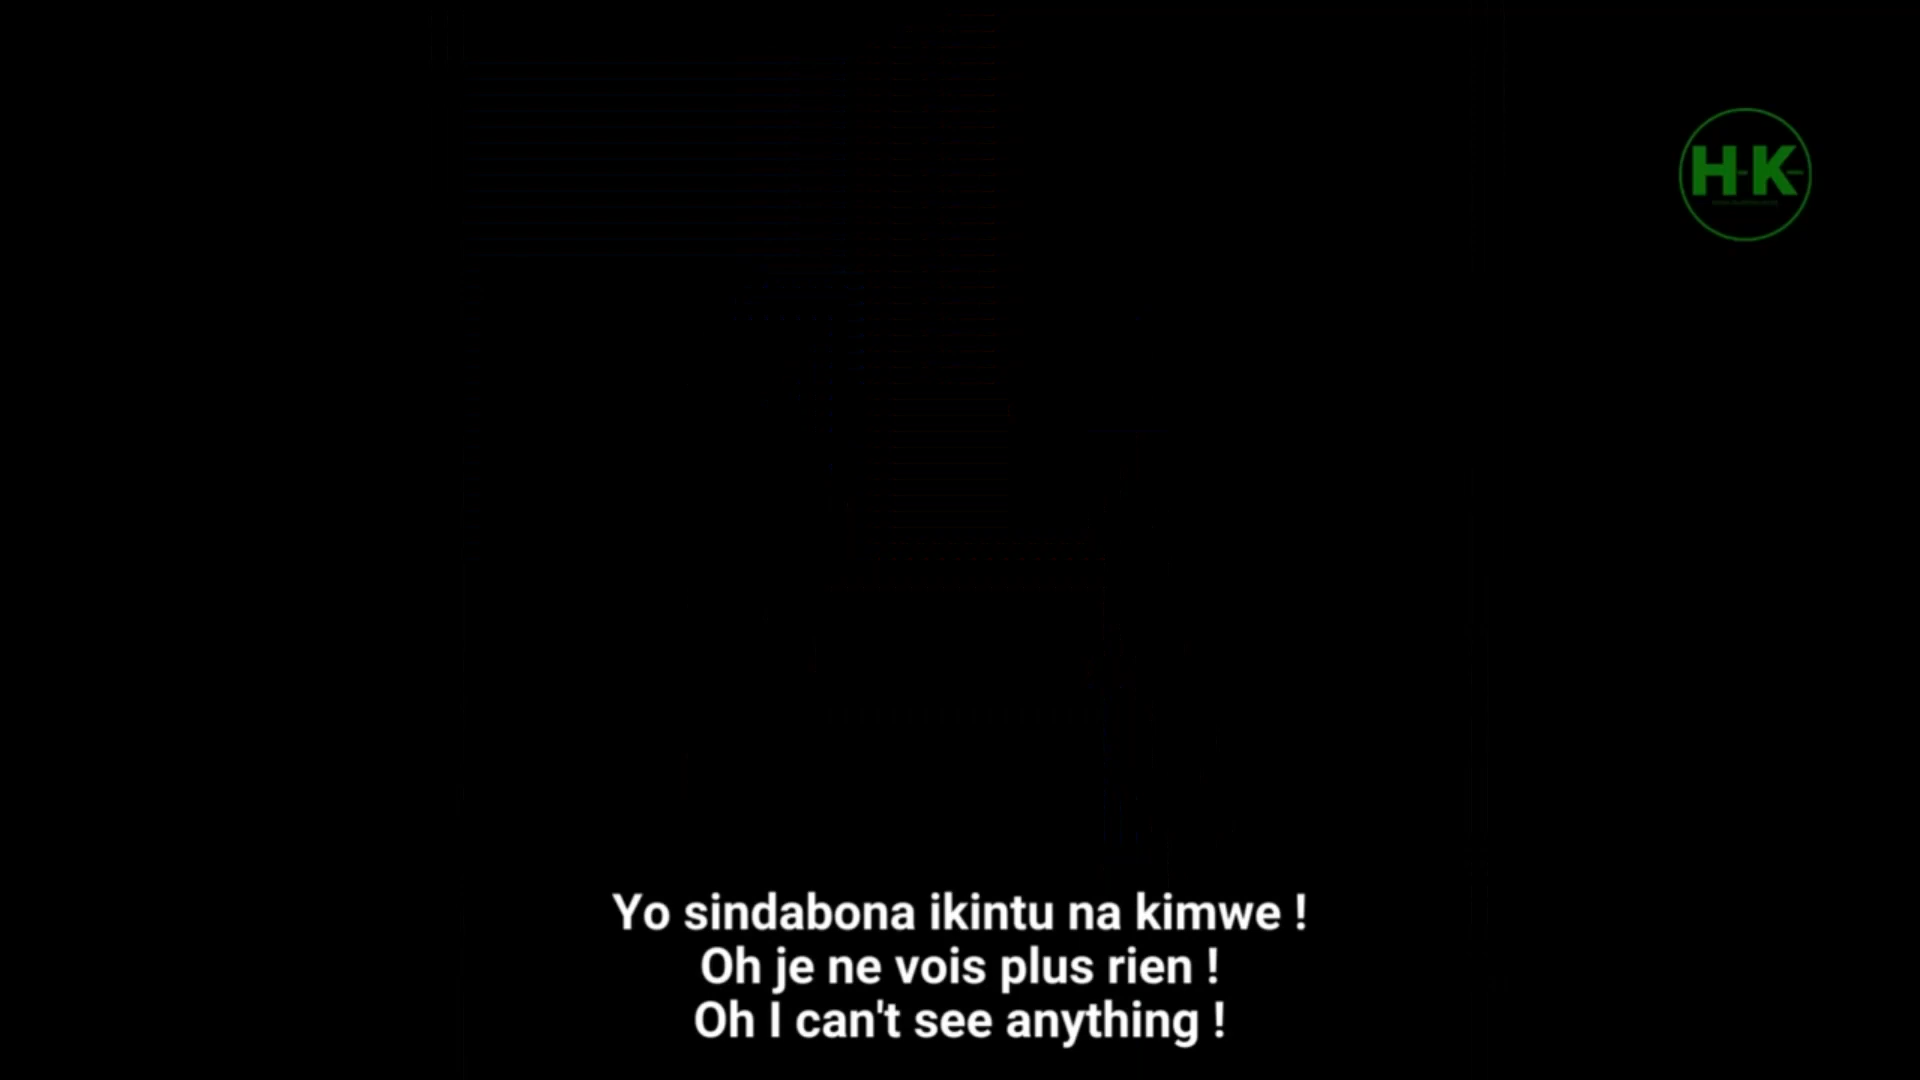 H-K-
Yo sindabona ikintu na kimwe !
Oh je ne vois plus rien !
Oh I can't see anything !